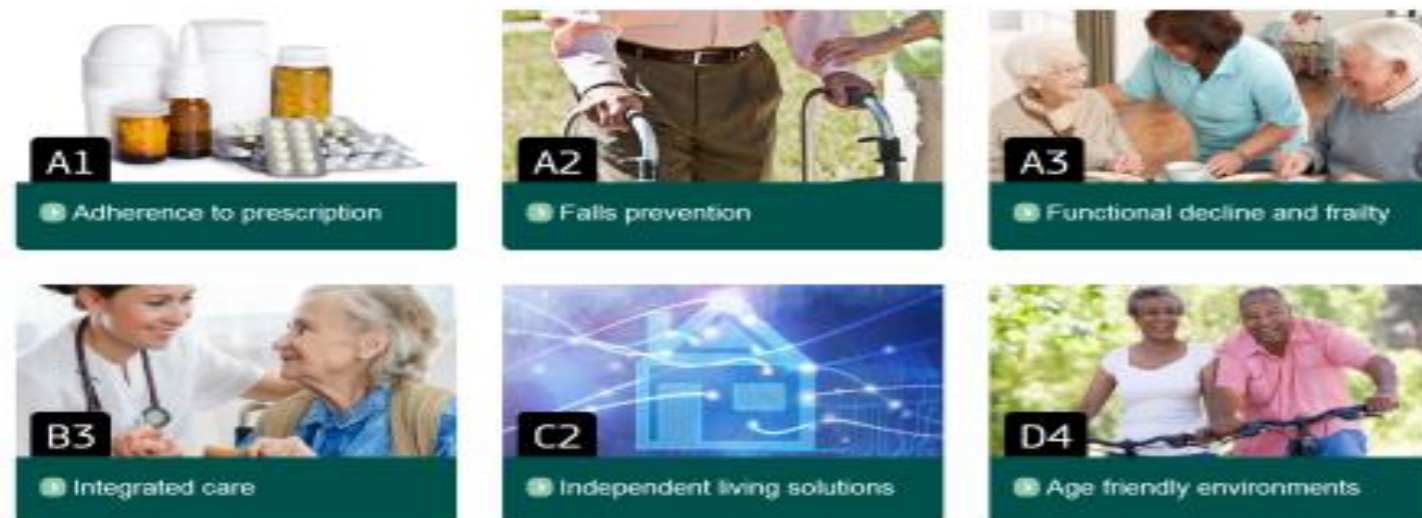 A1
Adherence to prescription
A2
Falls prevention
A3
Functional decline and frailty
B3
Integrated care
C2
Independent living solutions
D4
Age friendly environments